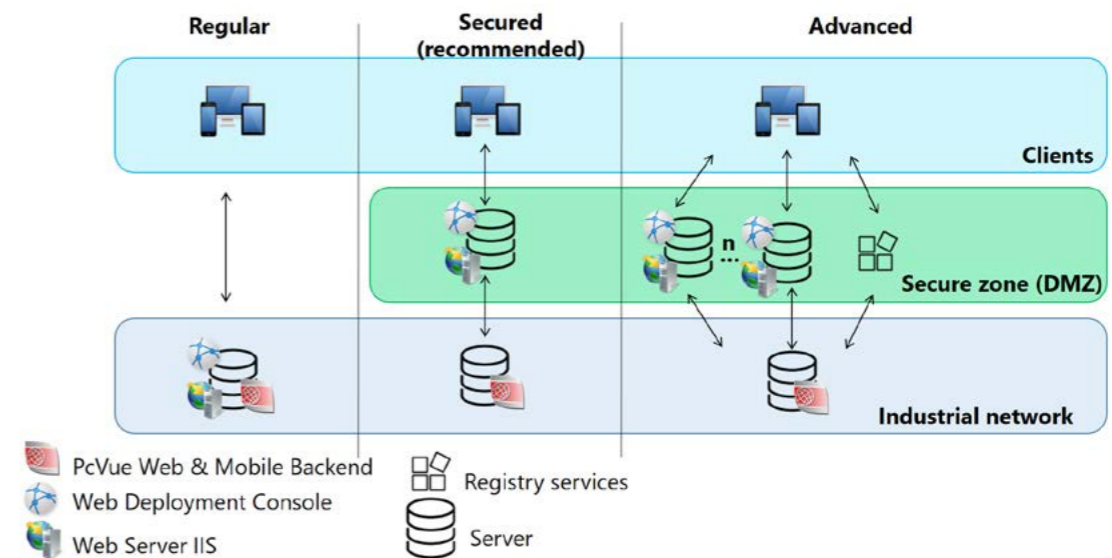 Regular
Secured
(recommended)
Advanced
Clients
n
...
Secure zone (DMZ)
Industrial network
PcVue Web & Mobile Backend
Web Deployment Console
Web Server IIS
Registry services
Server